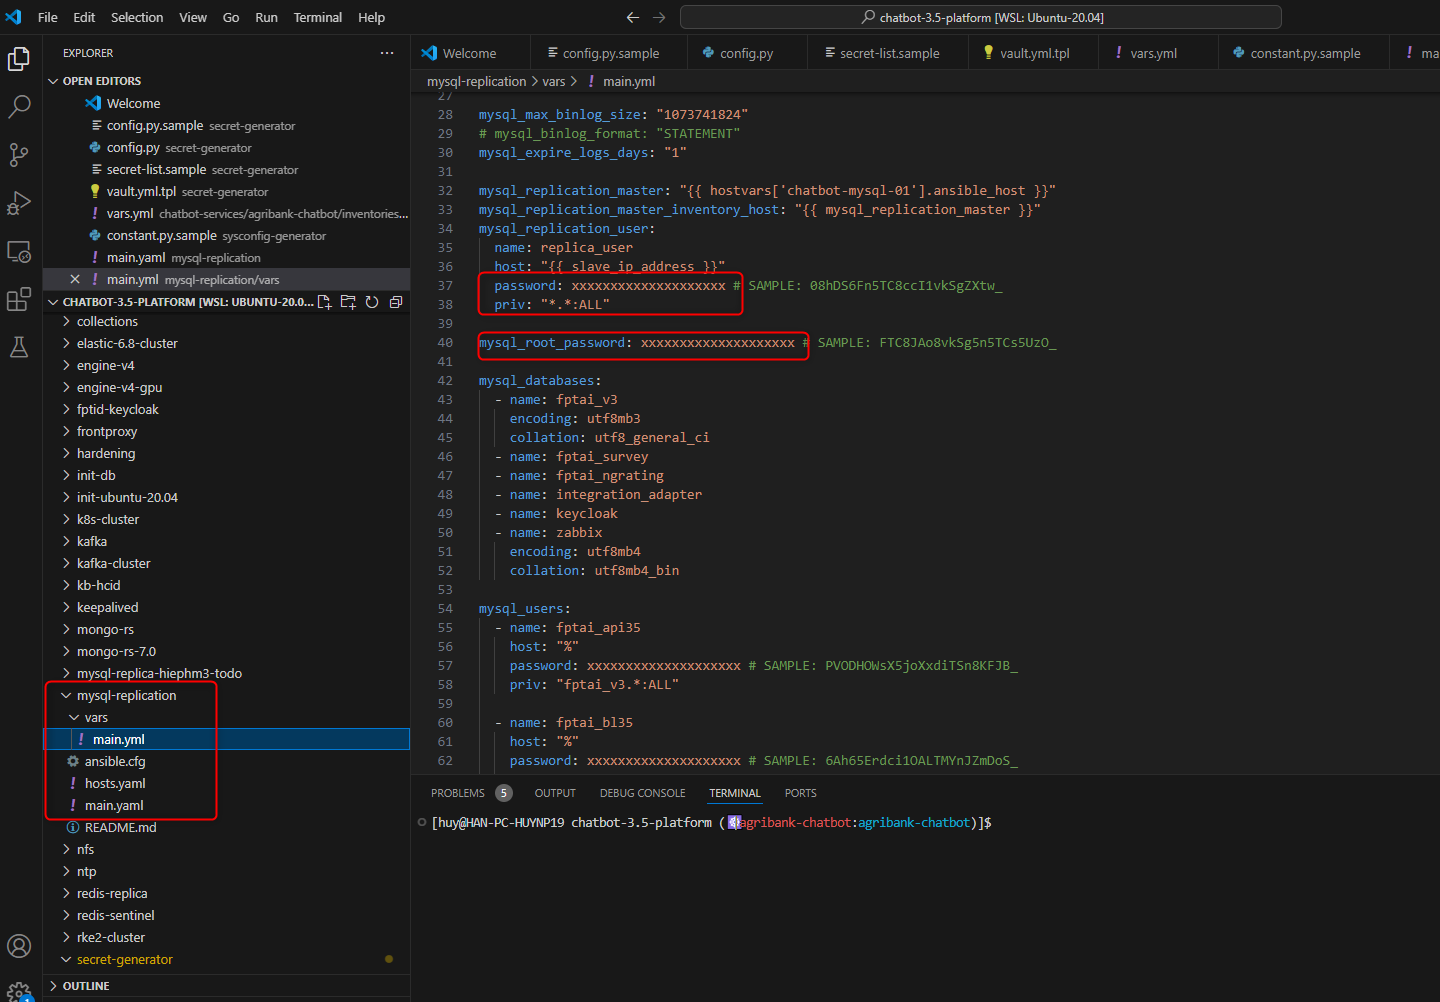 File Edit Selection View Go Run Terminal Help
chatbot-3.5-platform [WSL: Ubuntu-20.04]
EXPLORER
OPEN EDITORS
Welcome
config.py.sample secret-generator
config.py secret-generator
secret-list.sample secret-generator
vault.yml.tpl secret-generator
vars.yml chatbot-services/agribank-chatbot/inventories...
constant.py.sample sysconfig-generator
main.yaml mysql-replication
main.yml mysql-replication/vars
CHATBOT-3.5-PLATFORM [WSL: UBUNTU-20.0...
collections
elastic-6.8-cluster
engine-v4
engine-v4-gpu
fptid-keycloak
frontproxy
hardening
init-db
init-ubuntu-20.04
k8s-cluster
kafka
kafka-cluster
kb-hcid
keepalived
mongo-rs
mongo-rs-7.0
mysql-replica-hiephm3-todo
mysql-replication
vars
main.yml
ansible.cfg
hosts.yaml
main.yaml
README.md
nfs
ntp
redis-replica
redis-sentinel
rke2-cluster
secret-generator
OUTLINE
Welcome config.py.sample config.py secret-list.sample vault.yml.tpl vars.yml constant.py.sample ma
mysql-replication > vars > main.yml
27
28 mysql_max_binlog_size: "1073741824"
29 # mysql_binlog_format: "STATEMENT"
30 mysql_expire_logs_days: "1"
31
32 mysql_replication_master: "{{ hostvars['chatbot-mysql-01'].ansible_host }}"
33 mysql_replication_master_inventory_host: "{{ mysql_replication_master }}"
34 mysql_replication_user:
35 name: replica_user
36 host: "{{ slave_ip_address }}"
37 password: xxxxxxxxxxxxxxxxxxxx # SAMPLE: 08hDS6Fn5TC8ccI1vkSgZXtw_
38 priv: "*.*:ALL"
39
40 mysql_root_password: xxxxxxxxxxxxxxxxxxxx # SAMPLE: FTC8JAo8vkSg5n5TCs5UzO_
41
42 mysql_databases:
43 - name: fptai_v3
44 encoding: utf8mb3
45 collation: utf8_general_ci
46 - name: fptai_survey
47 - name: fptai_ngrating
48 - name: integration_adapter
49 - name: keycloak
50 - name: zabbix
51 encoding: utf8mb4
52 collation: utf8mb4_bin
53
54 mysql_users:
55 - name: fptai_api35
56 host: "%"
57 password: xxxxxxxxxxxxxxxxxxxx # SAMPLE: PVODHOWsX5joXxdiTSn8KFJB_
58 priv: "fptai_v3.*:ALL"
59
60 - name: fptai_bl35
61 host: "%"
62 password: xxxxxxxxxxxxxxxxxxxx # SAMPLE: 6Ah65Erdci1OALTMYnJZmDoS_
PROBLEMS 5 OUTPUT DEBUG CONSOLE TERMINAL PORTS
[huy@HAN-PC-HUYNP19 chatbot-3.5-platform (agribank-chatbot:agribank-chatbot)]$